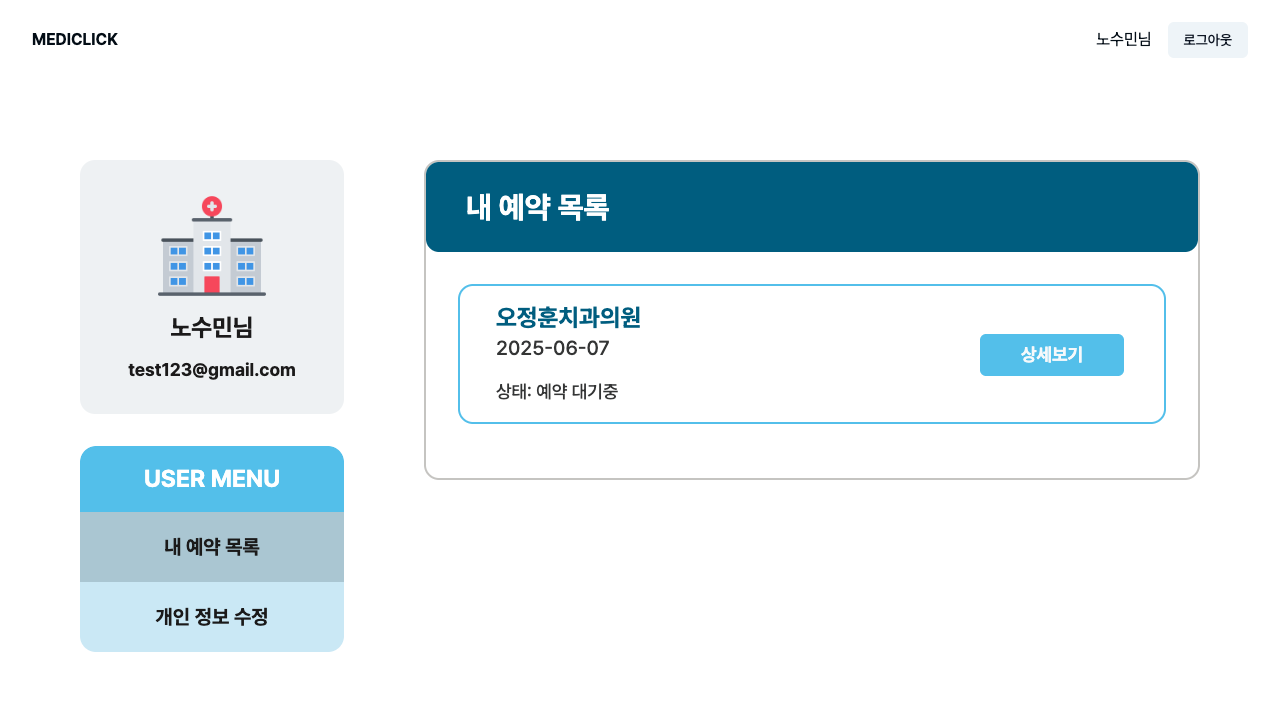 MEDICLICK
노수민님
로그아웃
노수민님
test123@gmail.com
USER MENU
내 예약 목록
개인 정보 수정
내 예약 목록
오정훈치과의원
2025-06-07
상태: 예약 대기중
상세보기